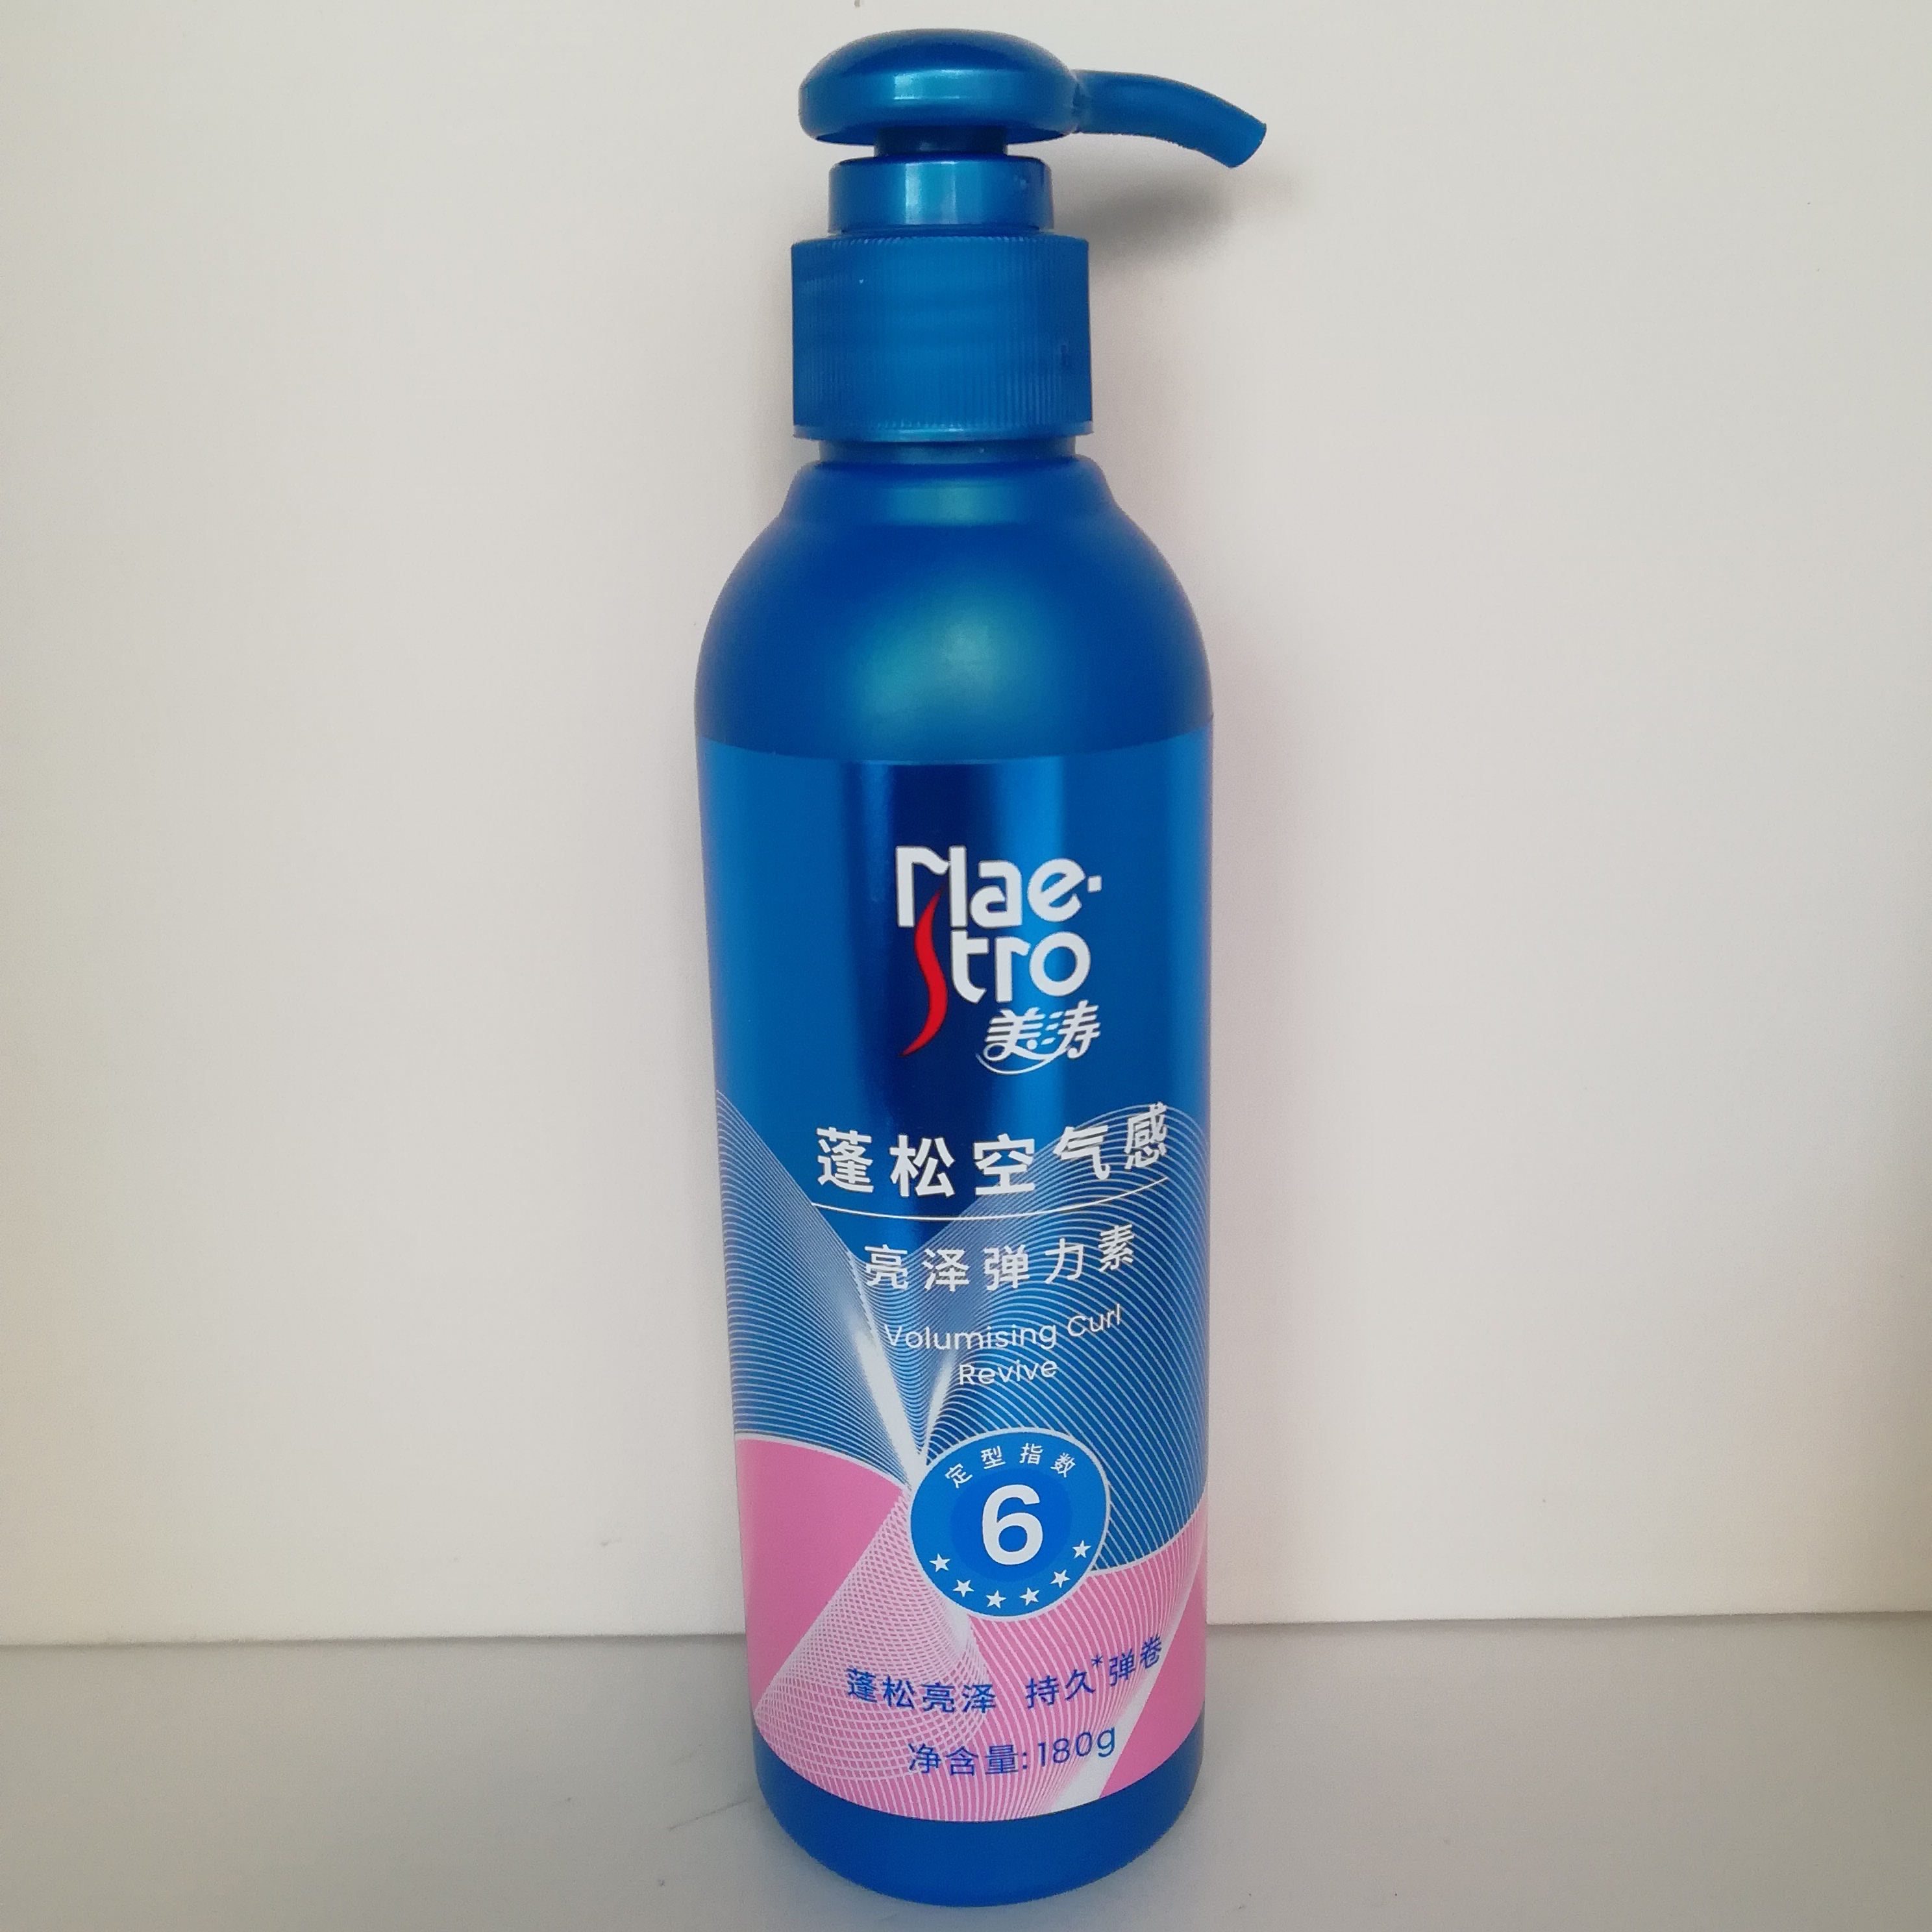 Mae-
stro
美涛
蓬松空气感
亮泽弹力素
Volumising Curl
Revive
定型指数
6
蓬松亮泽 持久*弹卷
净含量:180g